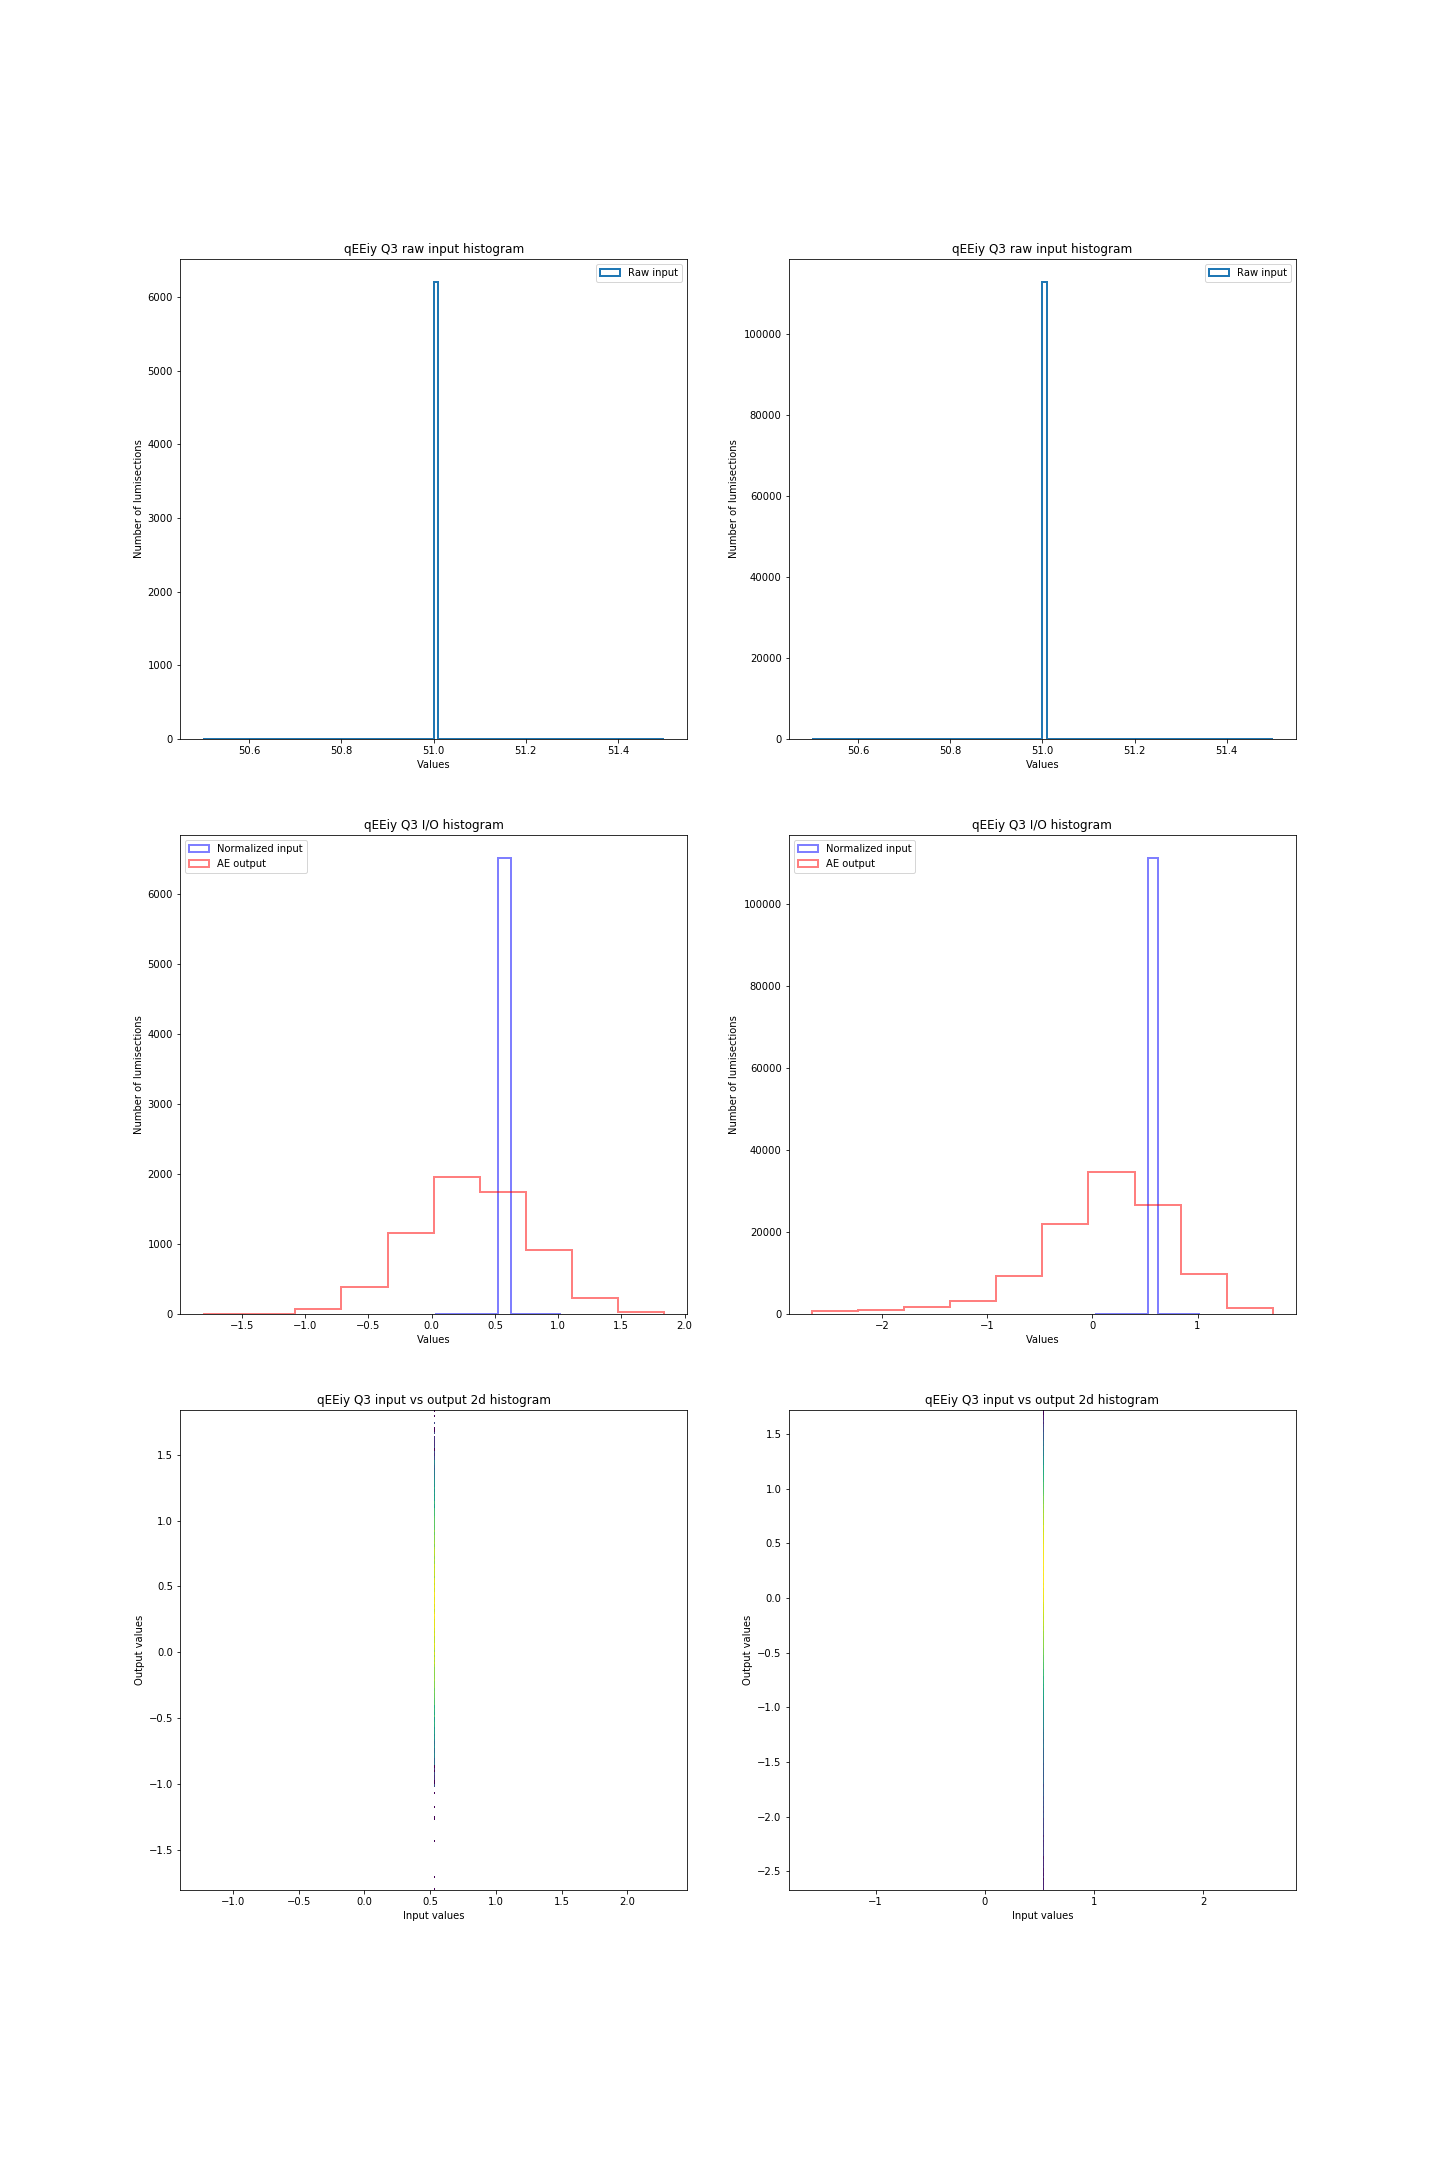 qEEiy Q3 raw input histogram
Raw input
6000
5000
4000
3000
2000
1000
0
Number of lumisections
50.6 50.8 51.0 51.2 51.4
Values
qEEiy Q3 raw input histogram
Raw input
100000
80000
60000
40000
20000
0
Number of lumisections
50.6 50.8 51.0 51.2 51.4
Values
qEEiy Q3 I/O histogram
Normalized input
AE output
6000
5000
4000
3000
2000
1000
0
Number of lumisections
−1.5 −1.0 −0.5 0.0 0.5 1.0 1.5 2.0
Values
qEEiy Q3 I/O histogram
Normalized input
AE output
100000
80000
60000
40000
20000
0
Number of lumisections
−2 −1 0 1
Values
qEEiy Q3 input vs output 2d histogram
1.5
1.0
0.5
0.0
−0.5
−1.0
−1.5
Output values
−1.0 −0.5 0.0 0.5 1.0 1.5 2.0
Input values
qEEiy Q3 input vs output 2d histogram
1.5
1.0
0.5
0.0
−0.5
−1.0
−1.5
−2.0
−2.5
Output values
−1 0 1 2
Input values